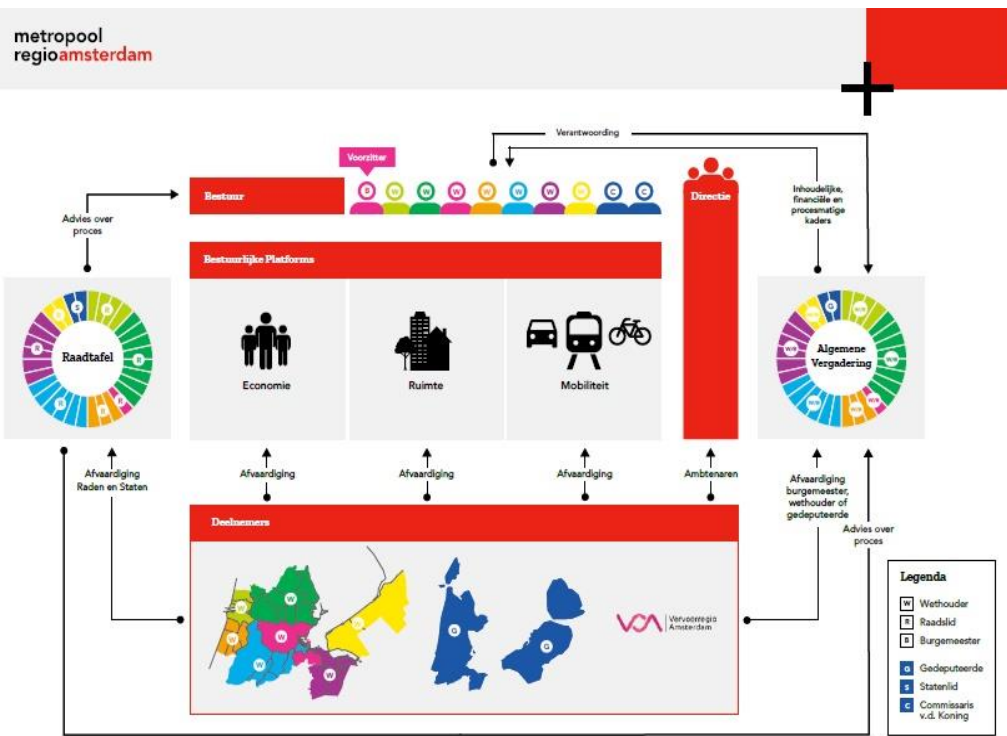 metropool
regioamsterdam
Verantwoording
Voorzitter
Bestuur
B W W W W W W W C C
Directie
Advies over
proces
Inhoudelijke,
financiële en
procesmatige
kaders
Bestuurlijke Platforms
Raadtafel
R S R R R R R R R
Economie
Ruimte
Mobiliteit
Algemene
Vergadering
W/B G W/B W/B W/B W/B W/B W/B W/B
Afvaardiging
Raden en Staten
Afvaardiging
Afvaardiging
Afvaardiging
Ambtenaren
Afvaardiging
burgemeester,
wethouder of
gedeputeerde
Advies over
proces
Deelnemers
W W W W W W W
G G
Vervoerregio
Amsterdam
Legenda
W Wethouder
R Raadslid
B Burgemeester
G Gedeputeerde
S Statenlid
C Commissaris
v.d. Koning